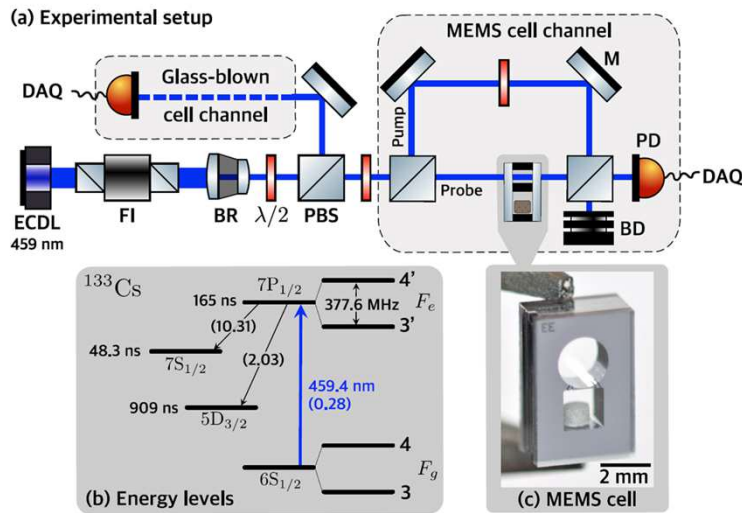 (a) Experimental setup
MEMS cell channel
DAQ
Glass-blown
cell channel
M
Pump
PD
Probe
DAQ
ECDL
459 nm
FI
BR
λ/2
PBS
BD
¹³³Cs
7P₁/₂
165 ns
4'
377.6 MHz
Fₑ
3'
(10.31)
48.3 ns
7S₁/₂
(2.03)
909 ns
5D₃/₂
459.4 nm
(0.28)
4
F_g
6S₁/₂
3
(b) Energy levels
EE
2 mm
(c) MEMS cell